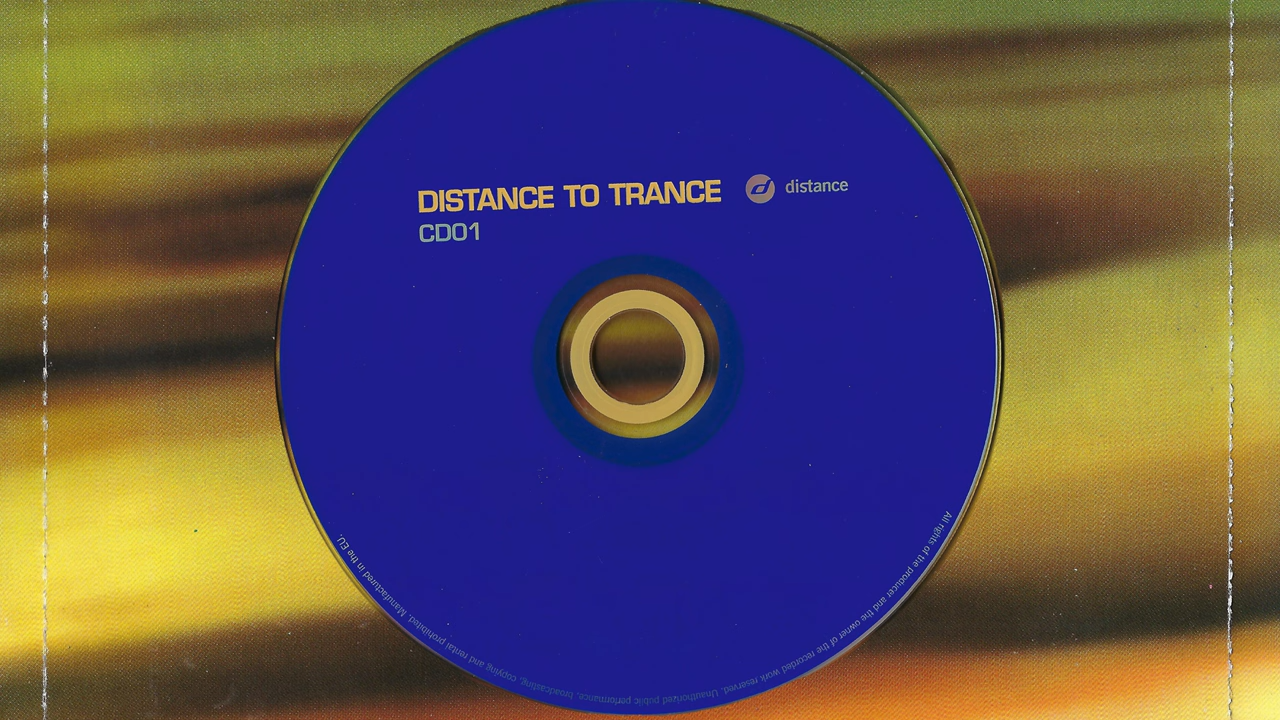 DISTANCE TO TRANCE
distance
CD01
All rights of the producer and the owner of the recorded work reserved. Unauthorized public performance, broadcasting, copying and rental prohibited. Manufactured in the EU.